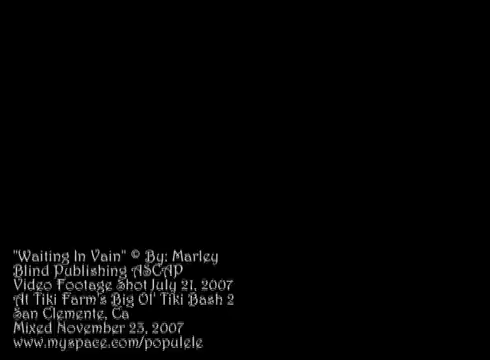 "Waiting In Vain" © By: Marley
Blind Publishing ASCAP
Video Footage Shot July 21, 2007
At Tiki Farm's Big Ol' Tiki Bash 2
San Clemente, Ca
Mixed November 23, 2007
www.myspace.com/populele